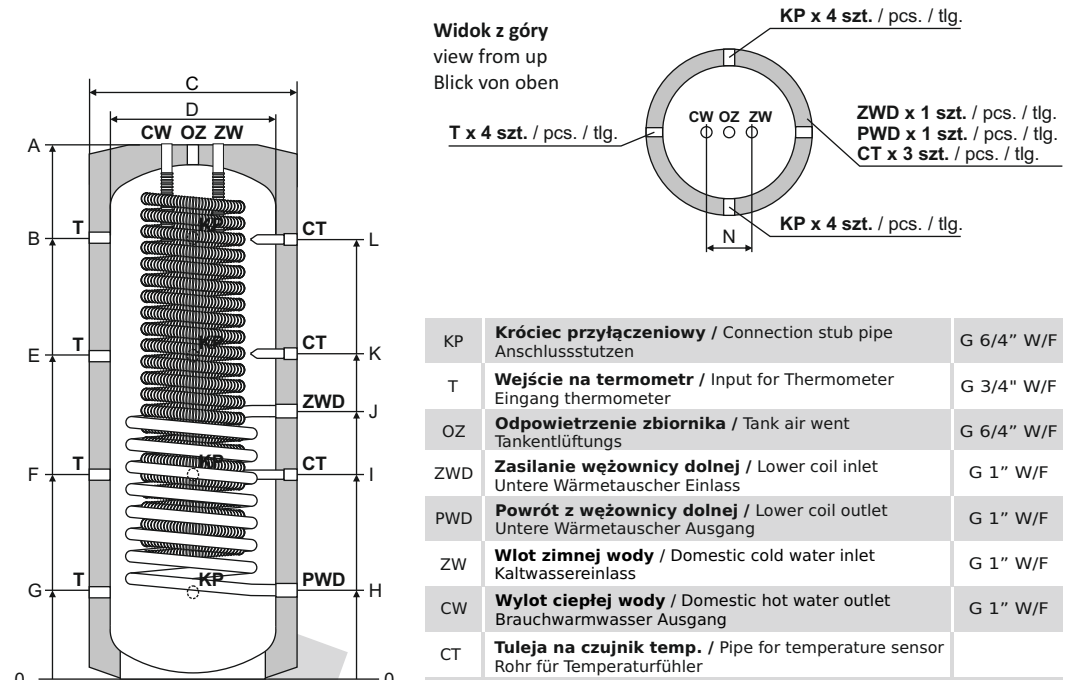 Widok z góry
view from up
Blick von oben
KP x 4 szt. / pcs. / tlg.
T x 4 szt. / pcs. / tlg.
CW OZ ZW
ZWD x 1 szt. / pcs. / tlg.
PWD x 1 szt. / pcs. / tlg.
CT x 3 szt. / pcs. / tlg.
KP x 4 szt. / pcs. / tlg.
N
C
D
CW OZ ZW
A
T KP CT
B L
T KP CT
E K
ZWD
J
T KP CT
F I
T KP PWD
G H
0 0
KP Króciec przyłączeniowy / Connection stub pipe G 6/4” W/F
Anschlussstutzen
T Wejście na termometr / Input for Thermometer G 3/4" W/F
Eingang thermometer
OZ Odpowietrzenie zbiornika / Tank air went G 6/4” W/F
Tankentlüftungs
ZWD Zasilanie wężownicy dolnej / Lower coil inlet G 1” W/F
Untere Wärmetauscher Einlass
PWD Powrót z wężownicy dolnej / Lower coil outlet G 1” W/F
Untere Wärmetauscher Ausgang
ZW Wlot zimnej wody / Domestic cold water inlet G 1” W/F
Kaltwassereinlass
CW Wylot ciepłej wody / Domestic hot water outlet G 1” W/F
Brauchwarmwasser Ausgang
CT Tuleja na czujnik temp. / Pipe for temperature sensor
Rohr für Temperaturfühler